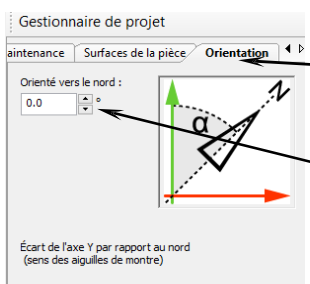 Gestionnaire de projet
aintenance Surfaces de la pièce Orientation
Orienté vers le nord :
0.0 °
N
α
Écart de l'axe Y par rapport au nord
(sens des aiguilles de montre)